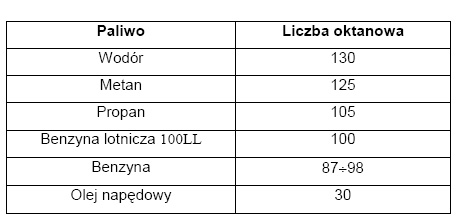 Paliwo Liczba oktanowa
Wodór 130
Metan 125
Propan 105
Benzyna lotnicza 100LL 100
Benzyna 87÷98
Olej napędowy 30